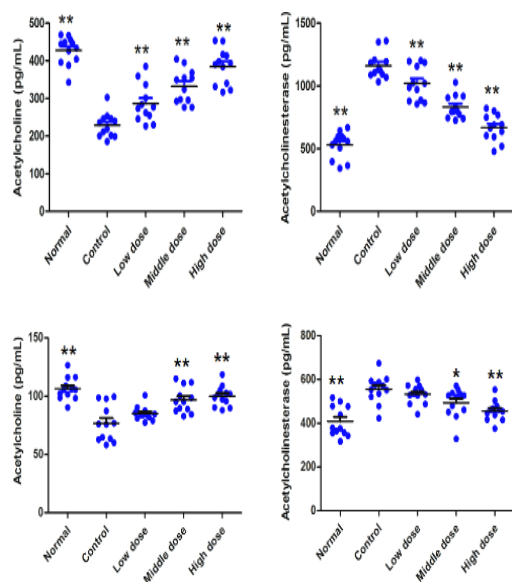 Acetylcholine (pg/mL)
500
400
300
200
100
0
** ** ** **
Normal
Control
Low dose
Middle dose
High dose
Acetylcholinesterase (pg/mL)
1500
1000
500
0
** ** ** **
Normal
Control
Low dose
Middle dose
High dose
Acetylcholine (pg/mL)
150
100
50
0
** ** **
Normal
Control
Low dose
Middle dose
High dose
Acetylcholinesterase (pg/mL)
800
600
400
200
0
** * **
Normal
Control
Low dose
Middle dose
High dose